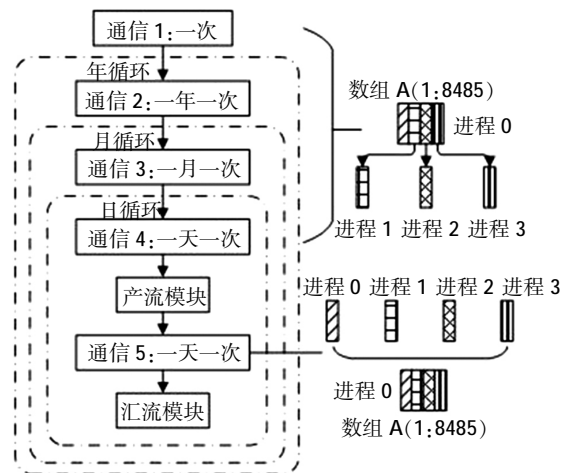 通信 1:一次
年循环
通信 2:一年一次
月循环
通信 3:一月一次
日循环
通信 4:一天一次
产流模块
通信 5:一天一次
汇流模块
数组 A(1:8485)
进程 0
进程 1 进程 2 进程 3
进程 0 进程 1 进程 2 进程 3
进程 0
数组 A(1:8485)